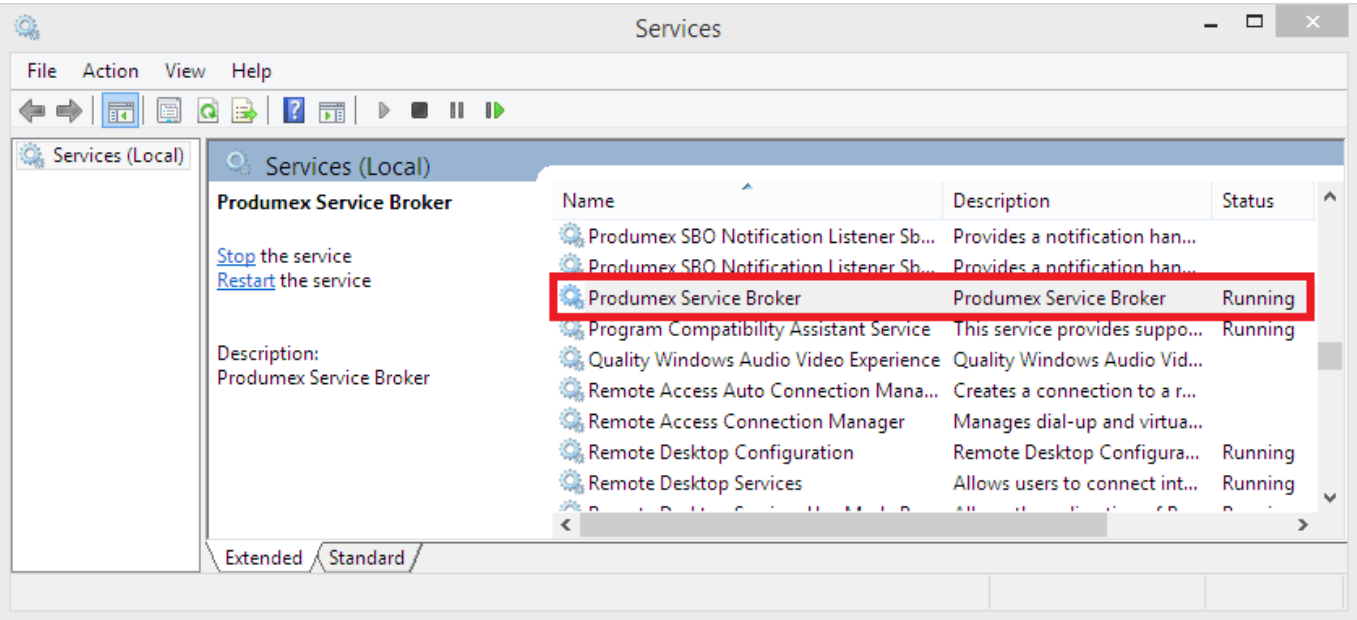 Services
File Action View Help
Services (Local)
Services (Local)
Produmex Service Broker
Stop the service
Restart the service
Description:
Produmex Service Broker
Name Description Status
Produmex SBO Notification Listener Sb... Provides a notification han...
Produmex SBO Notification Listener Sb... Provides a notification han...
Produmex Service Broker Produmex Service Broker Running
Program Compatibility Assistant Service This service provides suppo... Running
Quality Windows Audio Video Experience Quality Windows Audio Vid...
Remote Access Auto Connection Mana... Creates a connection to a r...
Remote Access Connection Manager Manages dial-up and virtua...
Remote Desktop Configuration Remote Desktop Configura... Running
Remote Desktop Services Allows users to connect int... Running
Extended Standard